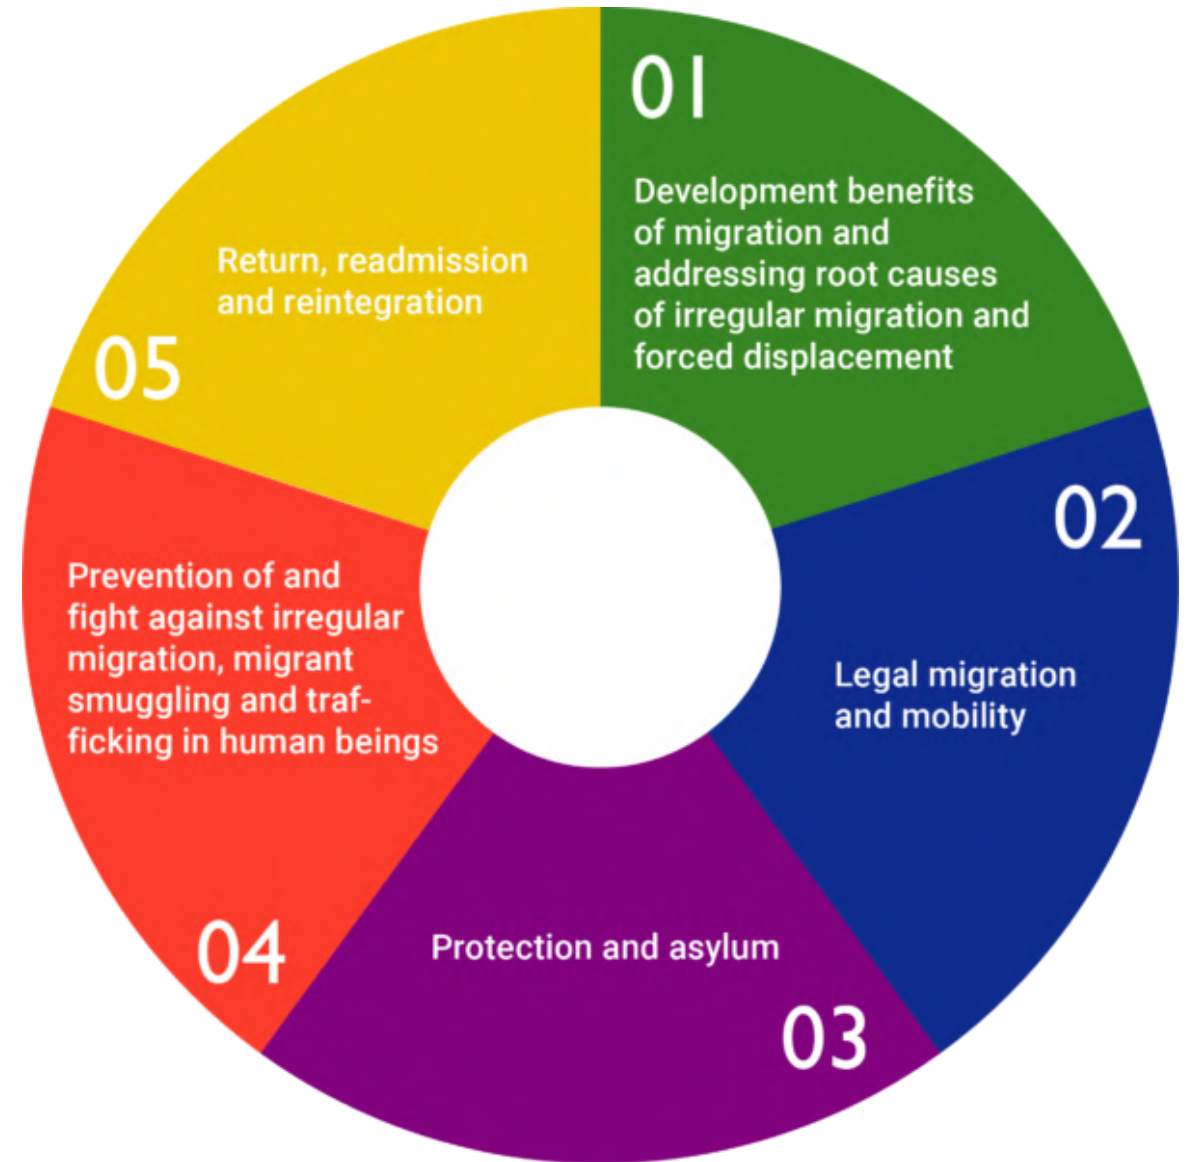 01
Development benefits
of migration and
addressing root causes
of irregular migration and
forced displacement
02
Legal migration
and mobility
03
Protection and asylum
04
Prevention of and
fight against irregular
migration, migrant
smuggling and traf-
ficking in human beings
05
Return, readmission
and reintegration